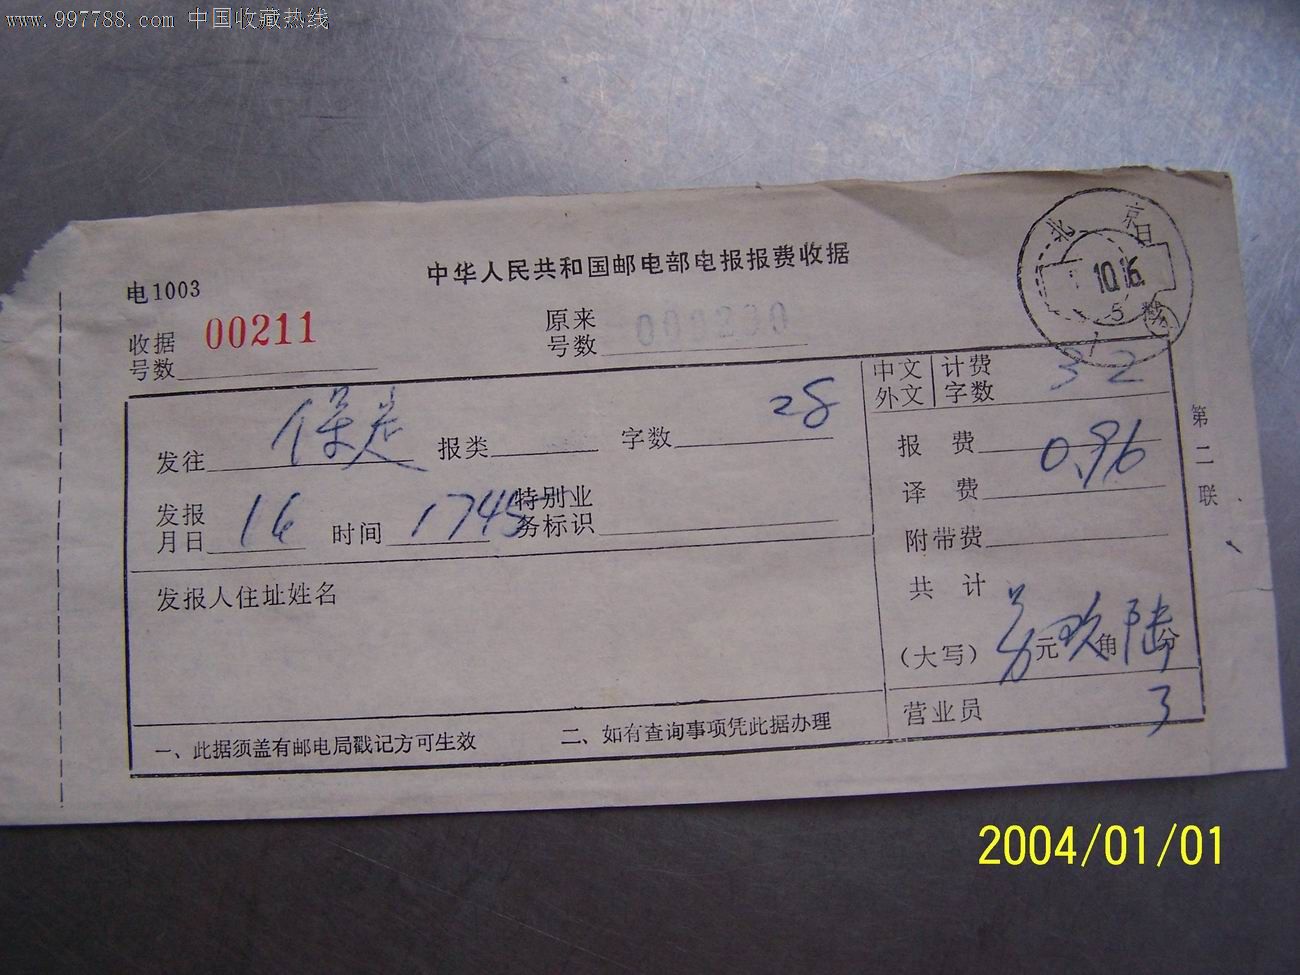 www.997788.com 中国收藏热线
中华人民共和国邮电部电报报费收据
电1003
收据号数 00211
原来号数 000200
北京
日
10.16.
5
发往 保定 报类 字数 28
中文 外文 计费字数 32
发报月日 16 时间 1745 特别业务标识
报费 0.96
译费
附带费
共计
(大写) 元 玖 角 陆 分
发报人住址姓名
营业员 3
一、此据须盖有邮电局戳记方可生效
二、如有查询事项凭此据办理
第二联
2004/01/01